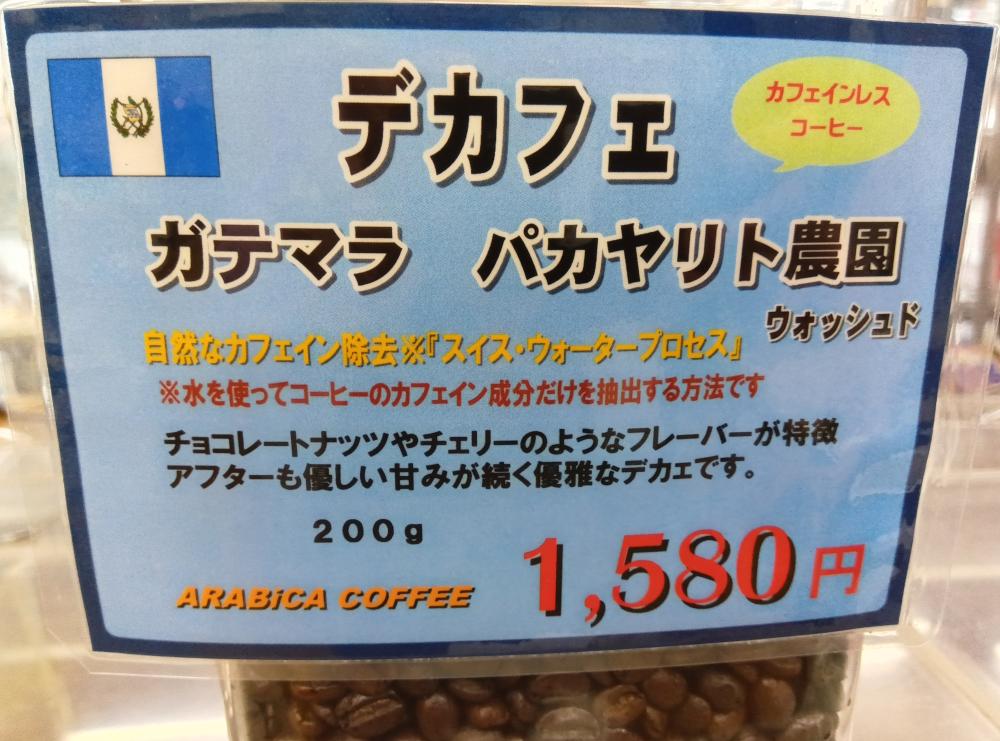 デカフェ
カフェインレス
コーヒー
ガテマラ　パカヤリト農園
ウォッシュド
自然なカフェイン除去※『スイス・ウォータープロセス』
※水を使ってコーヒーのカフェイン成分だけを抽出する方法です
チョコレートナッツやチェリーのようなフレーバーが特徴
アフターも優しい甘みが続く優雅なデカェです。
200g
1,580円
ARABiCA COFFEE